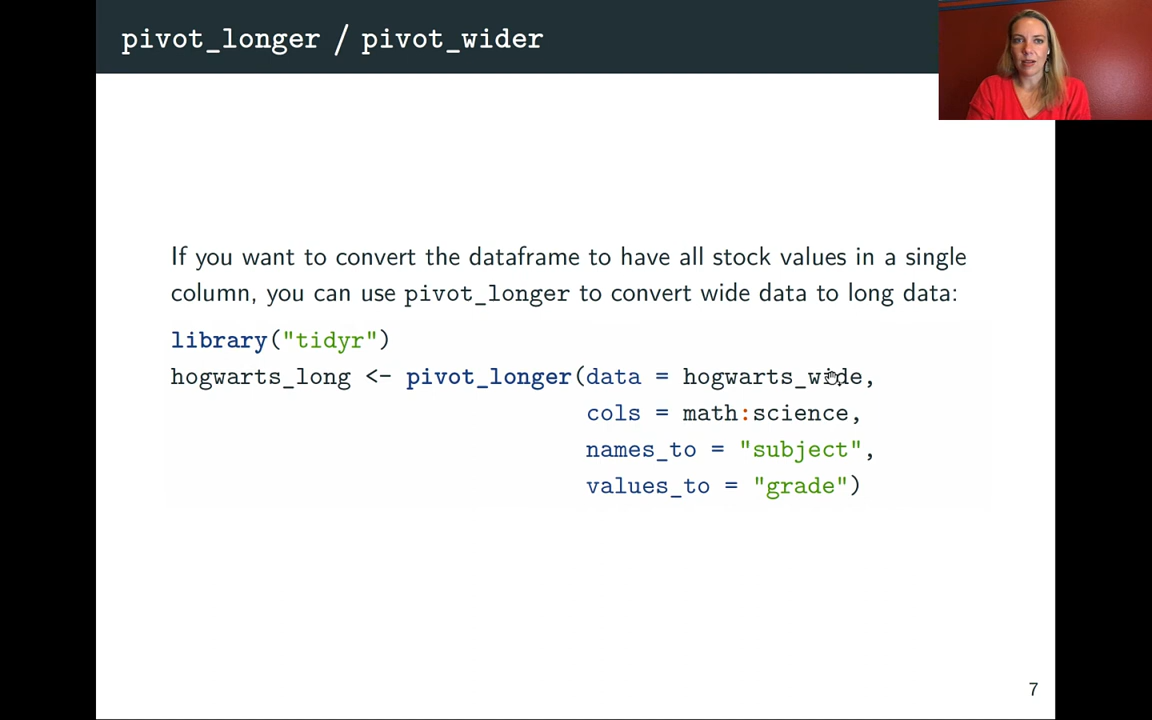 pivot_longer / pivot_wider
If you want to convert the dataframe to have all stock values in a single
column, you can use pivot_longer to convert wide data to long data:
library("tidyr")
hogwarts_long <- pivot_longer(data = hogwarts_wide,
cols = math:science,
names_to = "subject",
values_to = "grade")
7